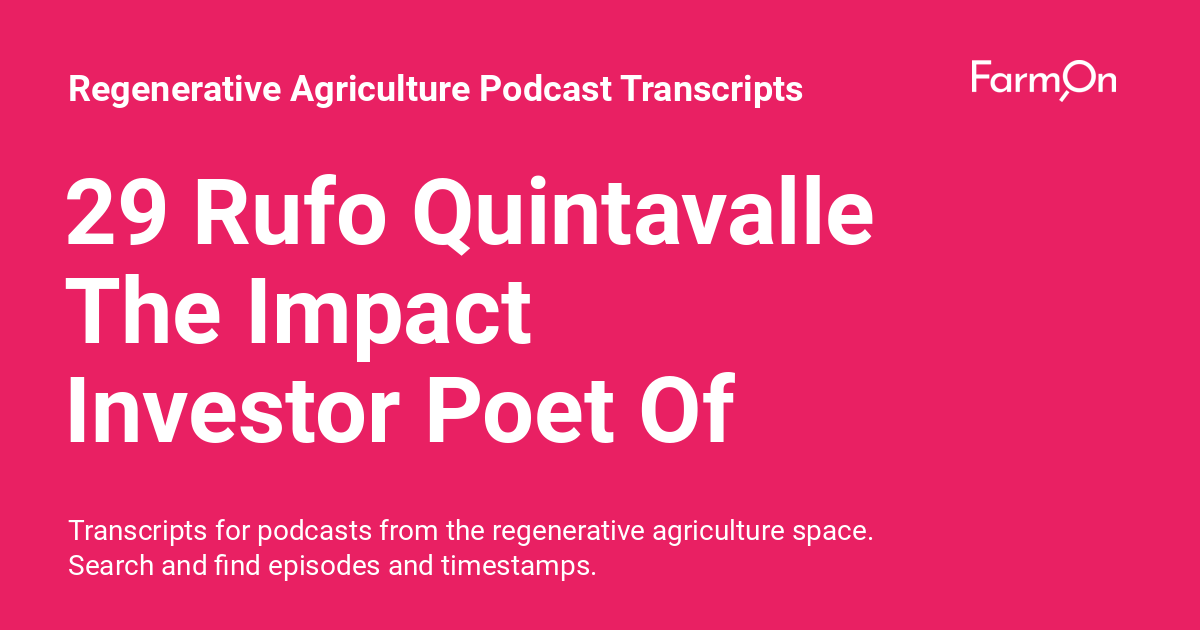 Regenerative Agriculture Podcast Transcripts
FarmOn
29 Rufo Quintavalle
The Impact
Investor Poet Of
Transcripts for podcasts from the regenerative agriculture space.
Search and find episodes and timestamps.